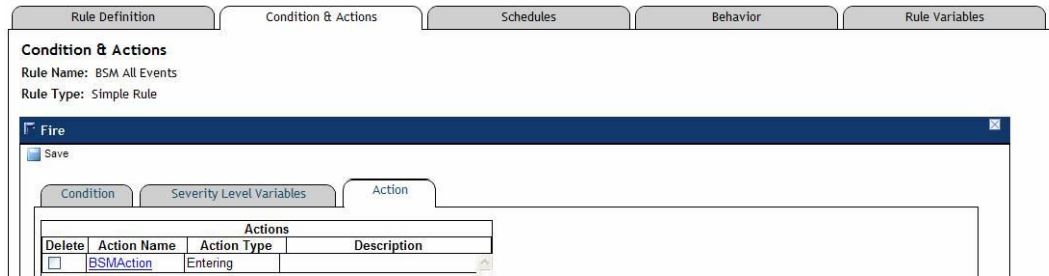 Rule Definition Condition & Actions Schedules Behavior Rule Variables
Condition & Actions
Rule Name: BSM All Events
Rule Type: Simple Rule
Fire
Save
Condition Severity Level Variables Action
Actions
Delete Action Name Action Type Description
BSMAction Entering